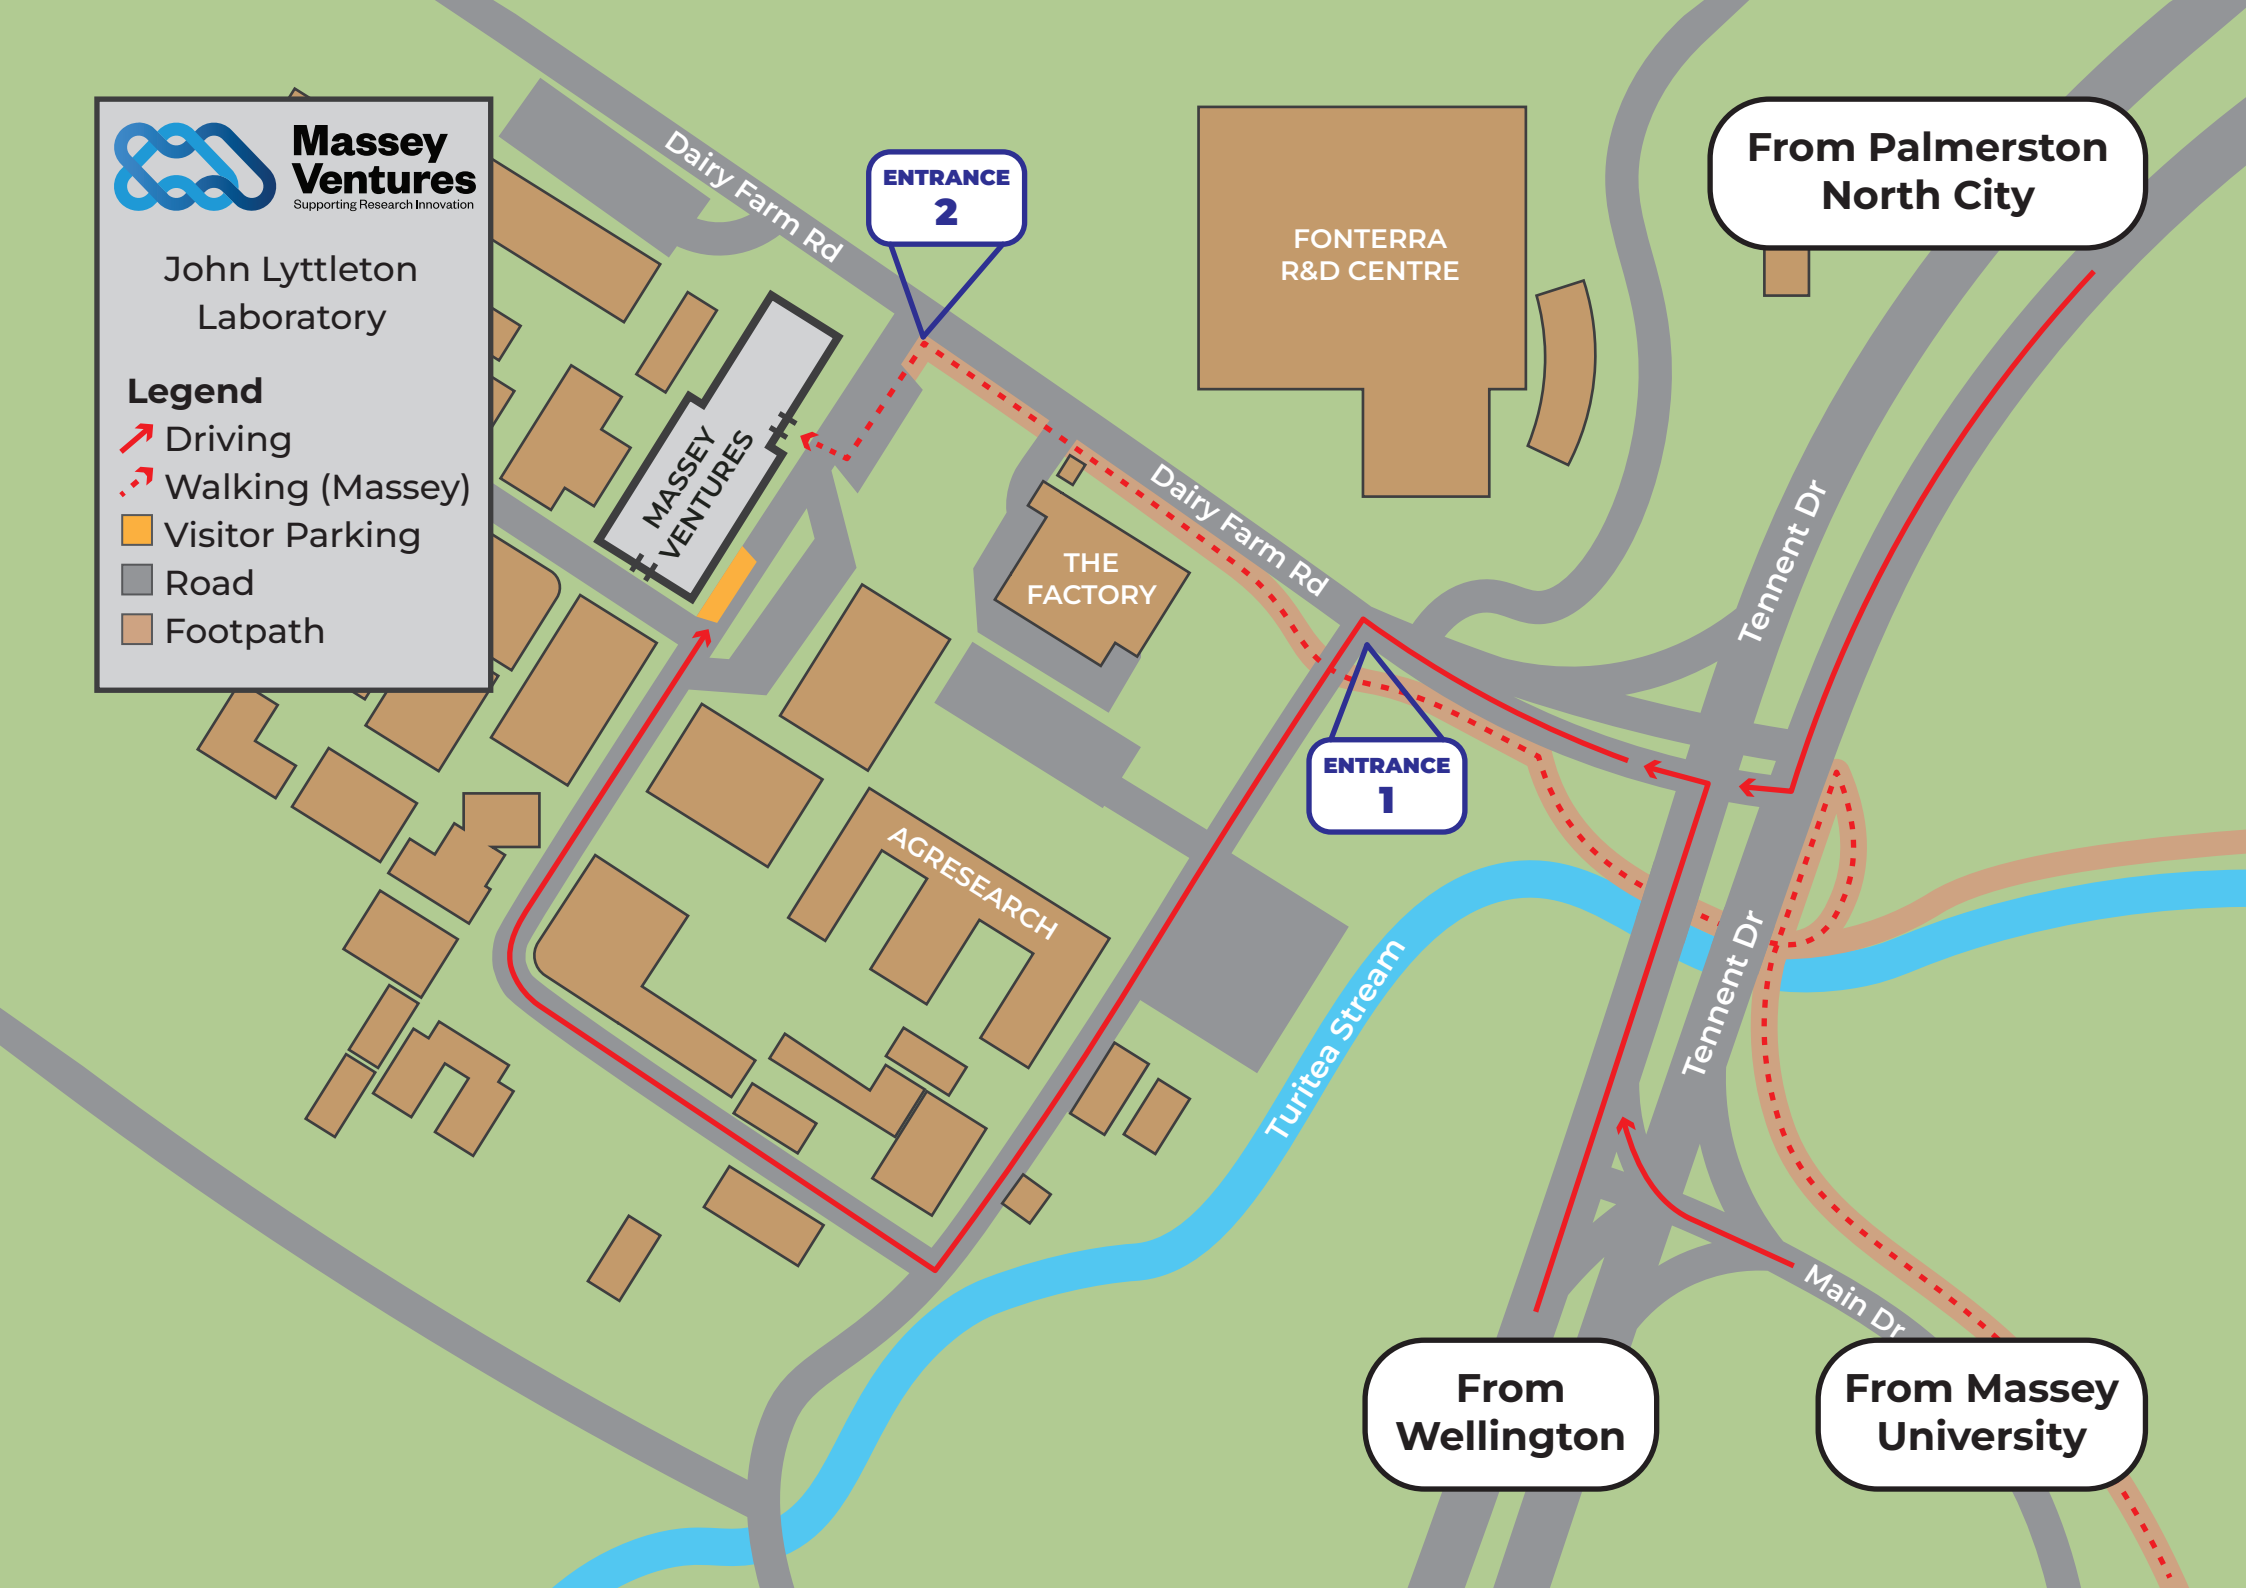 Massey
Ventures
Supporting Research Innovation
John Lyttleton
Laboratory
Legend
Driving
Walking (Massey)
Visitor Parking
Road
Footpath
Dairy Farm Rd
ENTRANCE
2
FONTERRA
R&D CENTRE
From Palmerston
North City
MASSEY
VENTURES
THE
FACTORY
Dairy Farm Rd
Tennent Dr
ENTRANCE
1
AGRESEARCH
Turitea Stream
Tennent Dr
Main Dr
From
Wellington
From Massey
University